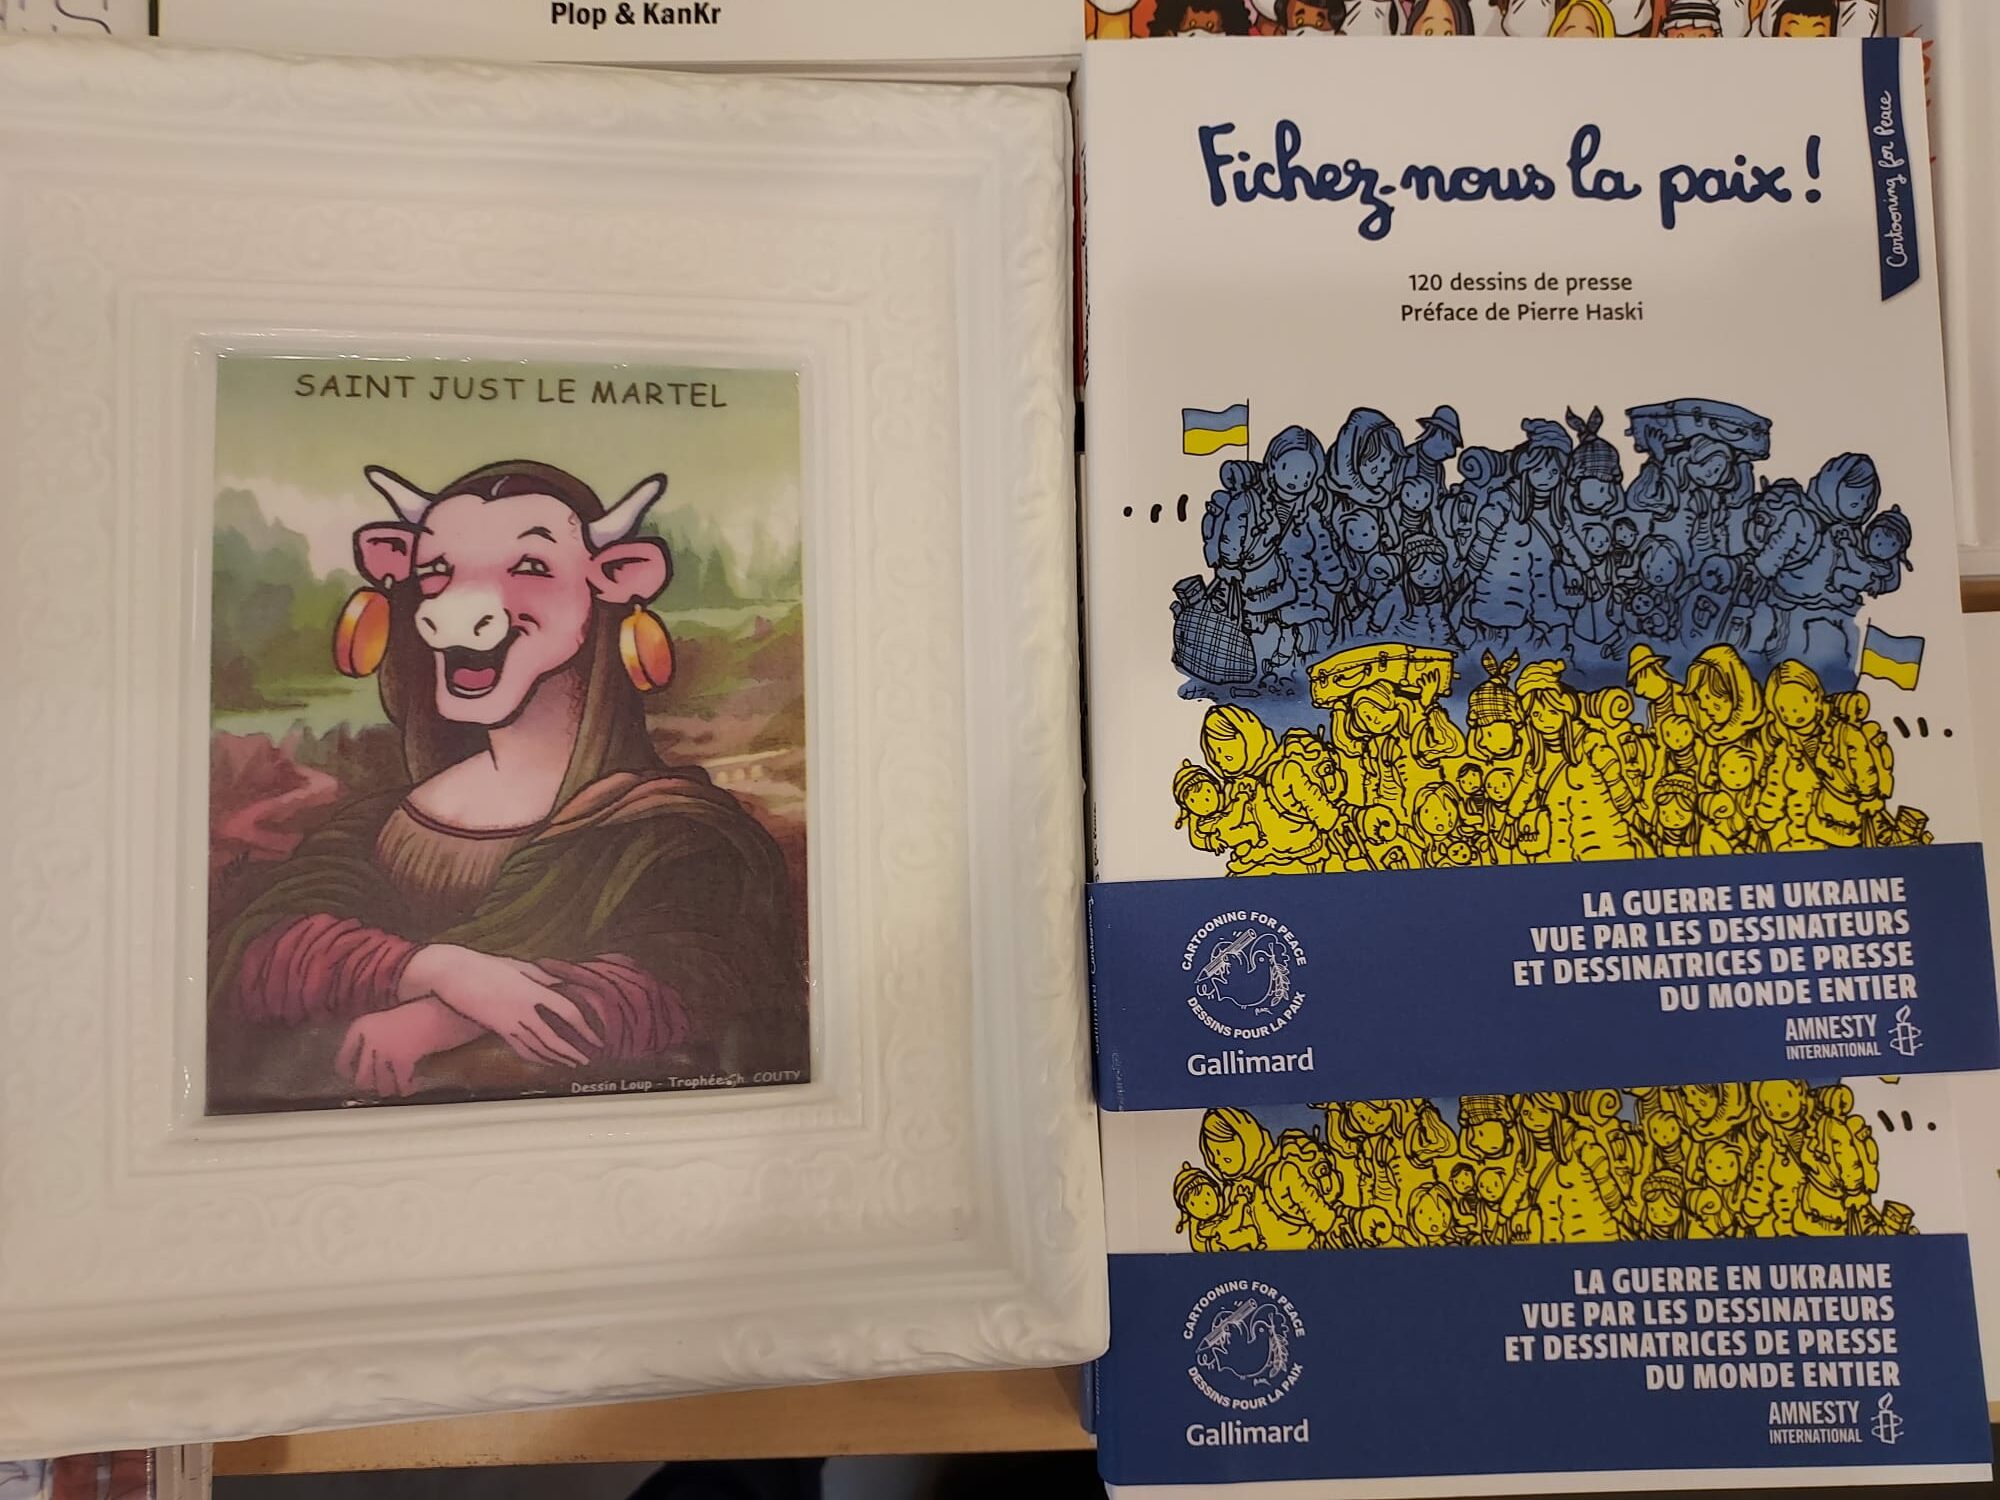 Plop & KanKr
SAINT JUST LE MARTEL
Dessin Loup - Trophée Ch. COUTY
Fichez-nous la paix !
Cartooning for Peace
120 dessins de presse
Préface de Pierre Haski
LA GUERRE EN UKRAINE
VUE PAR LES DESSINATEURS
ET DESSINATRICES DE PRESSE
DU MONDE ENTIER
CARTOONING FOR PEACE
DESSINS POUR LA PAIX
Gallimard
AMNESTY
INTERNATIONAL
LA GUERRE EN UKRAINE
VUE PAR LES DESSINATEURS
ET DESSINATRICES DE PRESSE
DU MONDE ENTIER
CARTOONING FOR PEACE
DESSINS POUR LA PAIX
Gallimard
AMNESTY
INTERNATIONAL